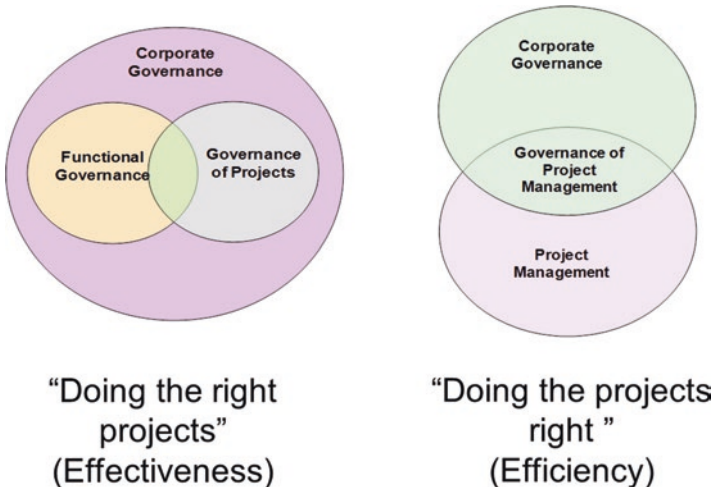 Corporate
Governance
Functional
Governance
Governance
of Projects
“Doing the right
projects”
(Effectiveness)
Corporate
Governance
Governance of
Project
Management
Project
Management
“Doing the projects
right ”
(Efficiency)